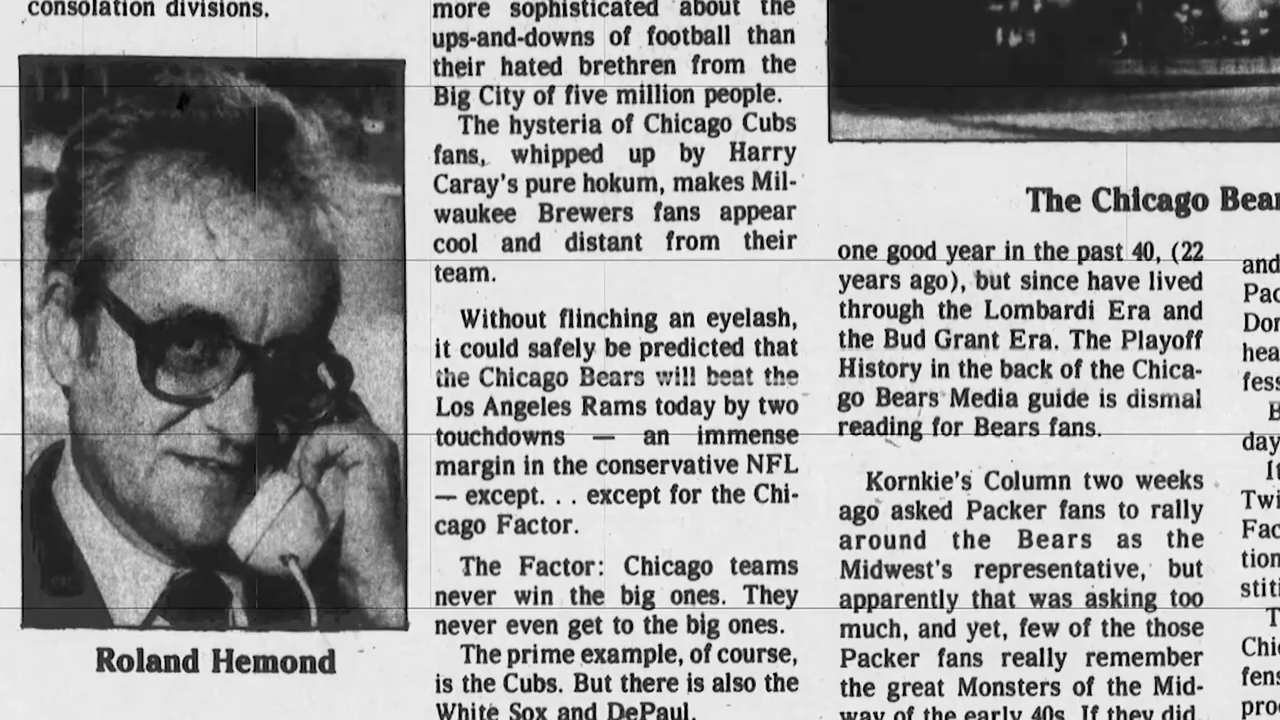 consolation divisions.
Roland Hemond
more sophisticated about the
ups-and-downs of football than
their hated brethren from the
Big City of five million people.
The hysteria of Chicago Cubs
fans, whipped up by Harry
Caray's pure hokum, makes Mil-
waukee Brewers fans appear
cool and distant from their
team.
Without flinching an eyelash,
it could safely be predicted that
the Chicago Bears will beat the
Los Angeles Rams today by two
touchdowns — an immense
margin in the conservative NFL
— except. . . except for the Chi-
cago Factor.
The Factor: Chicago teams
never win the big ones. They
never even get to the big ones.
The prime example, of course,
is the Cubs. But there is also the
White Sox and DePaul.
The Chicago Bear
one good year in the past 40, (22
years ago), but since have lived
through the Lombardi Era and
the Bud Grant Era. The Playoff
History in the back of the Chica-
go Bears Media guide is dismal
reading for Bears fans.
Kornkie's Column two weeks
ago asked Packer fans to rally
around the Bears as the
Midwest's representative, but
apparently that was asking too
much, and yet, few of the those
Packer fans really remember
the great Monsters of the Mid-
way of the early 40s. If they did,
and
Pac
Don
hea
fess
day
Twi
Fac
tion
stit
T
Chi
fens
pro